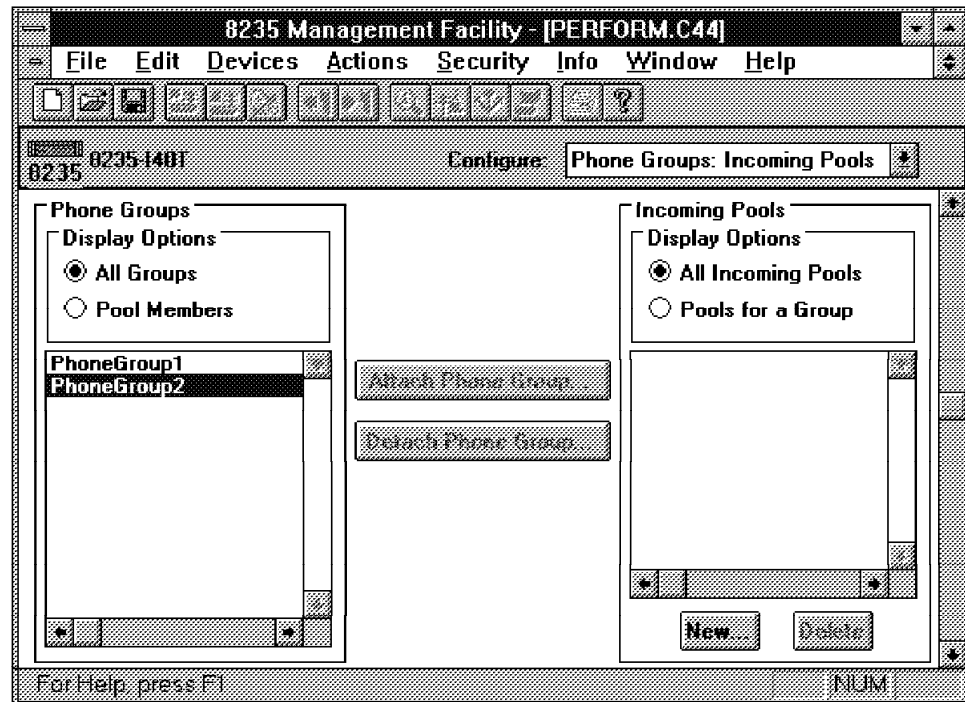 8235 Management Facility - [PERFORM.C44]
File Edit Devices Actions Security Info Window Help
8235
8235-I40T
Configure: Phone Groups: Incoming Pools
Phone Groups
Display Options
All Groups
Pool Members
PhoneGroup1
PhoneGroup2
Attach Phone Group...
Detach Phone Group...
Incoming Pools
Display Options
All Incoming Pools
Pools for a Group
New...
Delete
For Help, press F1
NUM